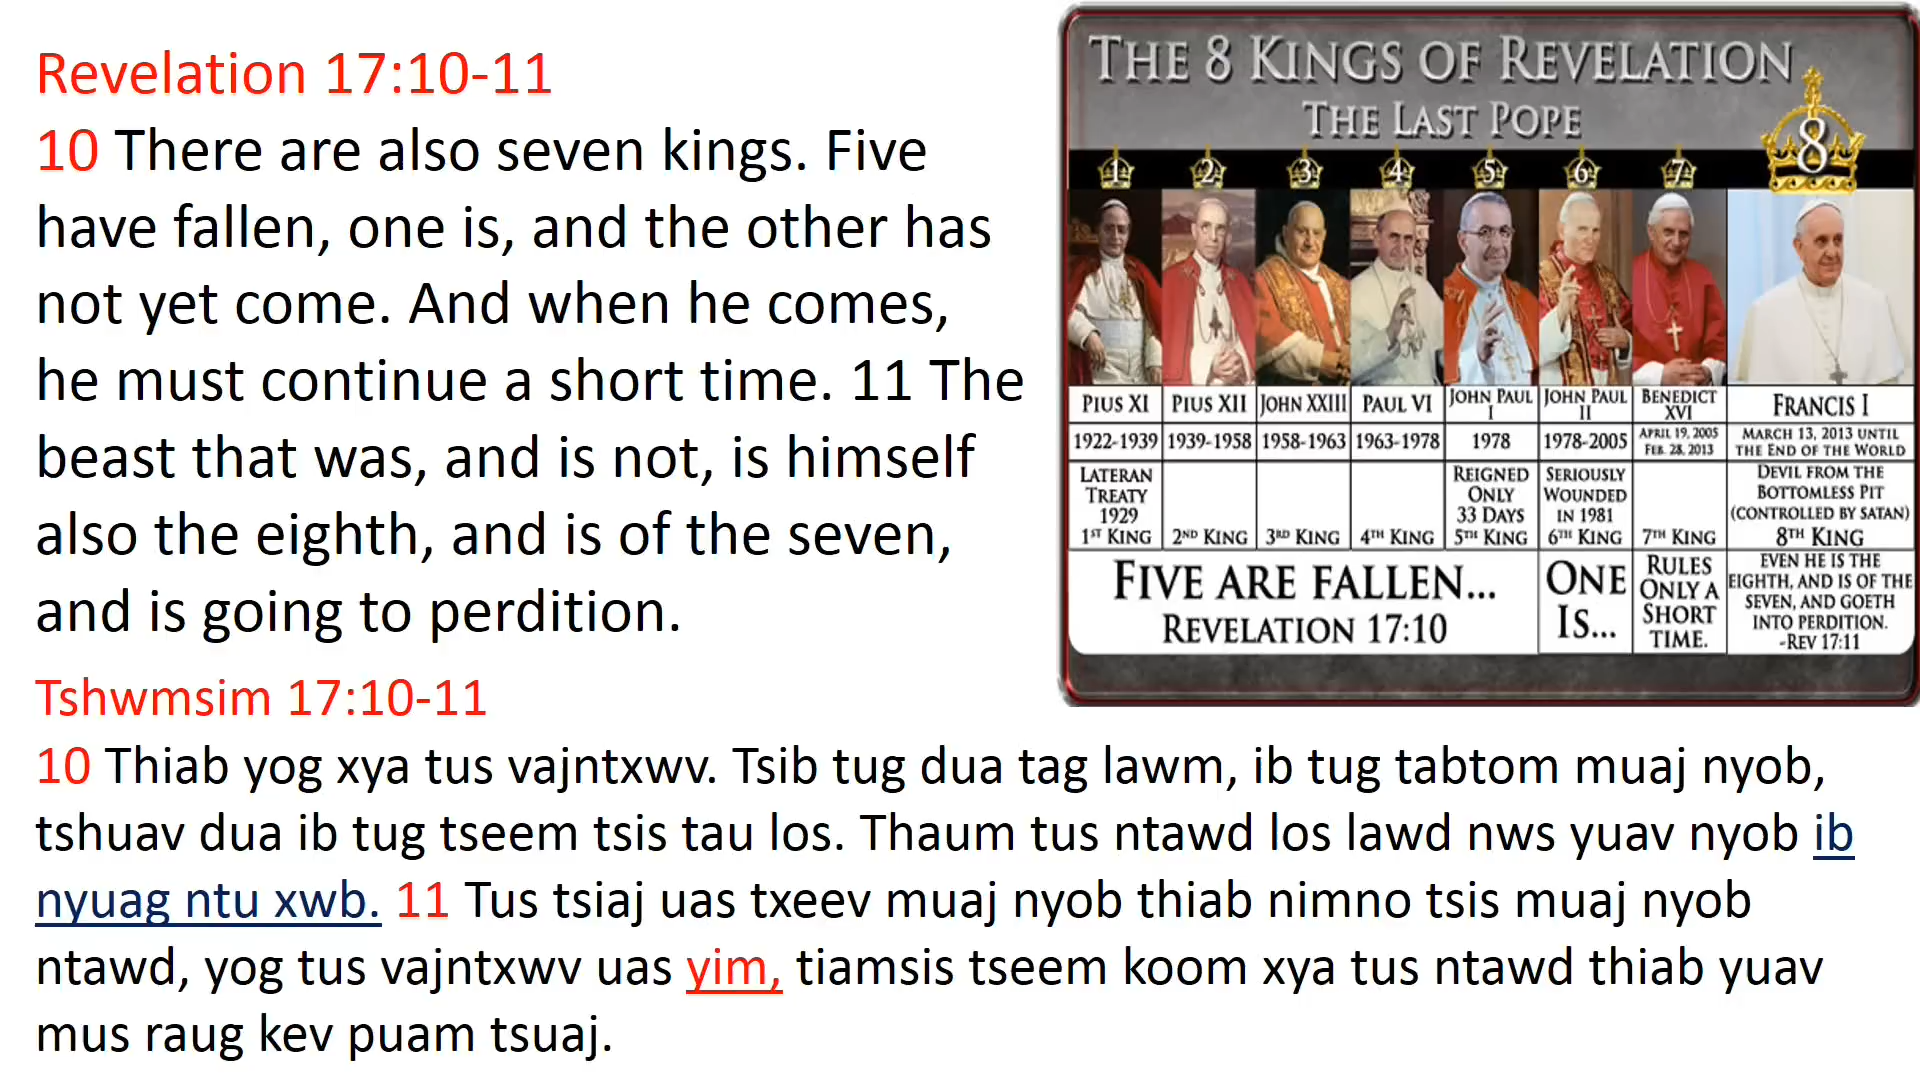 Revelation 17:10-11
10 There are also seven kings. Five
have fallen, one is, and the other has
not yet come. And when he comes,
he must continue a short time. 11 The
beast that was, and is not, is himself
also the eighth, and is of the seven,
and is going to perdition.
Tshwmsim 17:10-11
10 Thiab yog xya tus vajntxwv. Tsib tug dua tag lawm, ib tug tabtom muaj nyob,
tshuav dua ib tug tseem tsis tau los. Thaum tus ntawd los lawd nws yuav nyob ib
nyuag ntu xwb. 11 Tus tsiaj uas txeev muaj nyob thiab nimno tsis muaj nyob
ntawd, yog tus vajntxwv uas yim, tiamsis tseem koom xya tus ntawd thiab yuav
mus raug kev puam tsuaj.
THE 8 KINGS OF REVELATION
THE LAST POPE
1 2 3 4 5 6 7 8
PIUS XI
PIUS XII
JOHN XXIII
PAUL VI
JOHN PAUL
I
JOHN PAUL
II
BENEDICT
XVI
FRANCIS I
1922-1939
1939-1958
1958-1963
1963-1978
1978
1978-2005
APRIL 19, 2005
FEB. 28, 2013
MARCH 13, 2013 UNTIL
THE END OF THE WORLD
LATERAN
TREATY
1929
1ST KING
2ND KING
3RD KING
4TH KING
REIGNED
ONLY
33 DAYS
5TH KING
SERIOUSLY
WOUNDED
IN 1981
6TH KING
7TH KING
DEVIL FROM THE
BOTTOMLESS PIT
(CONTROLLED BY SATAN)
8TH KING
FIVE ARE FALLEN...
REVELATION 17:10
ONE
IS...
RULES
ONLY A
SHORT
TIME.
EVEN HE IS THE
EIGHTH, AND IS OF THE
SEVEN, AND GOETH
INTO PERDITION.
-REV 17:11